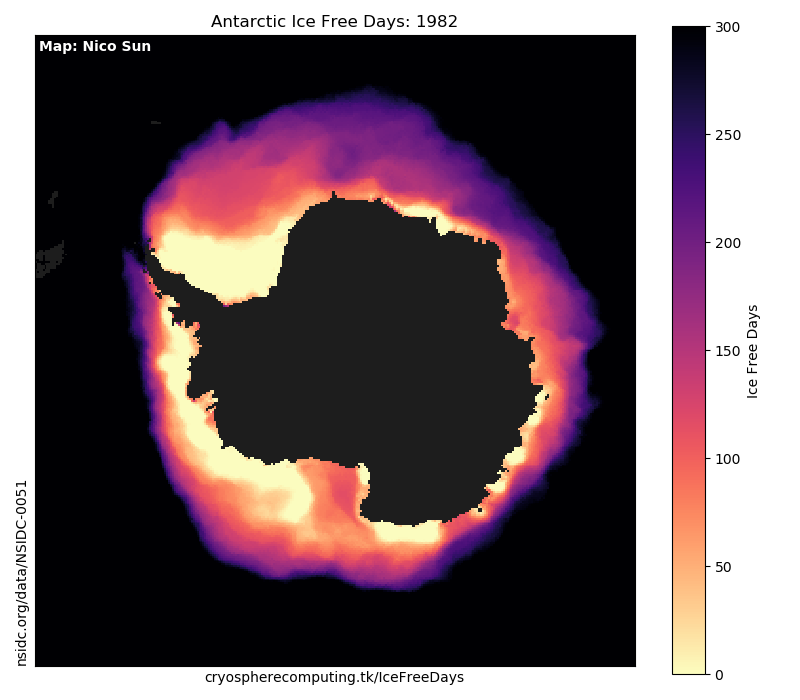 Antarctic Ice Free Days: 1982
Map: Nico Sun
300
250
200
150
100
50
0
Ice Free Days
nsidc.org/data/NSIDC-0051
cryospherecomputing.tk/IceFreeDays